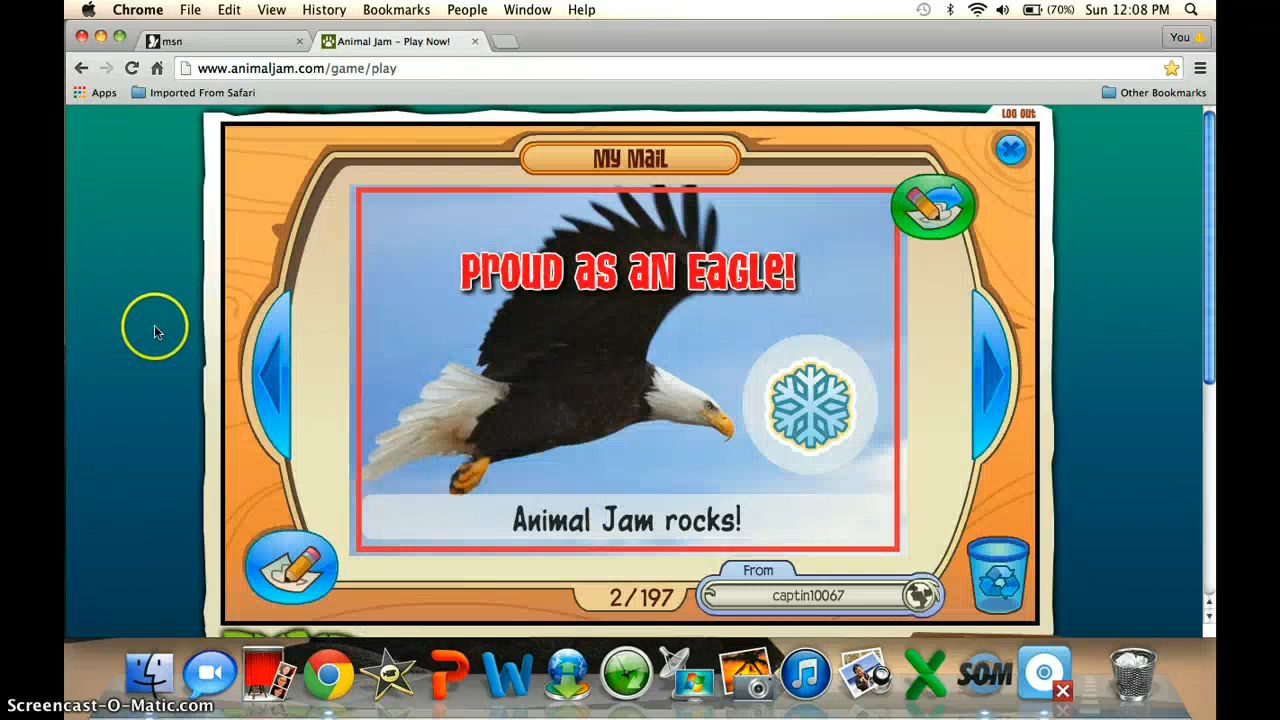 Chrome File Edit View History Bookmarks People Window Help (70%) Sun 12:08 PM
msn Animal Jam – Play Now! You
www.animaljam.com/game/play
Apps Imported From Safari Other Bookmarks
LOG OUT
My Mail
Proud as an Eagle!
Animal Jam rocks!
From
2/197 captin10067
SOM
Screencast-O-Matic.com